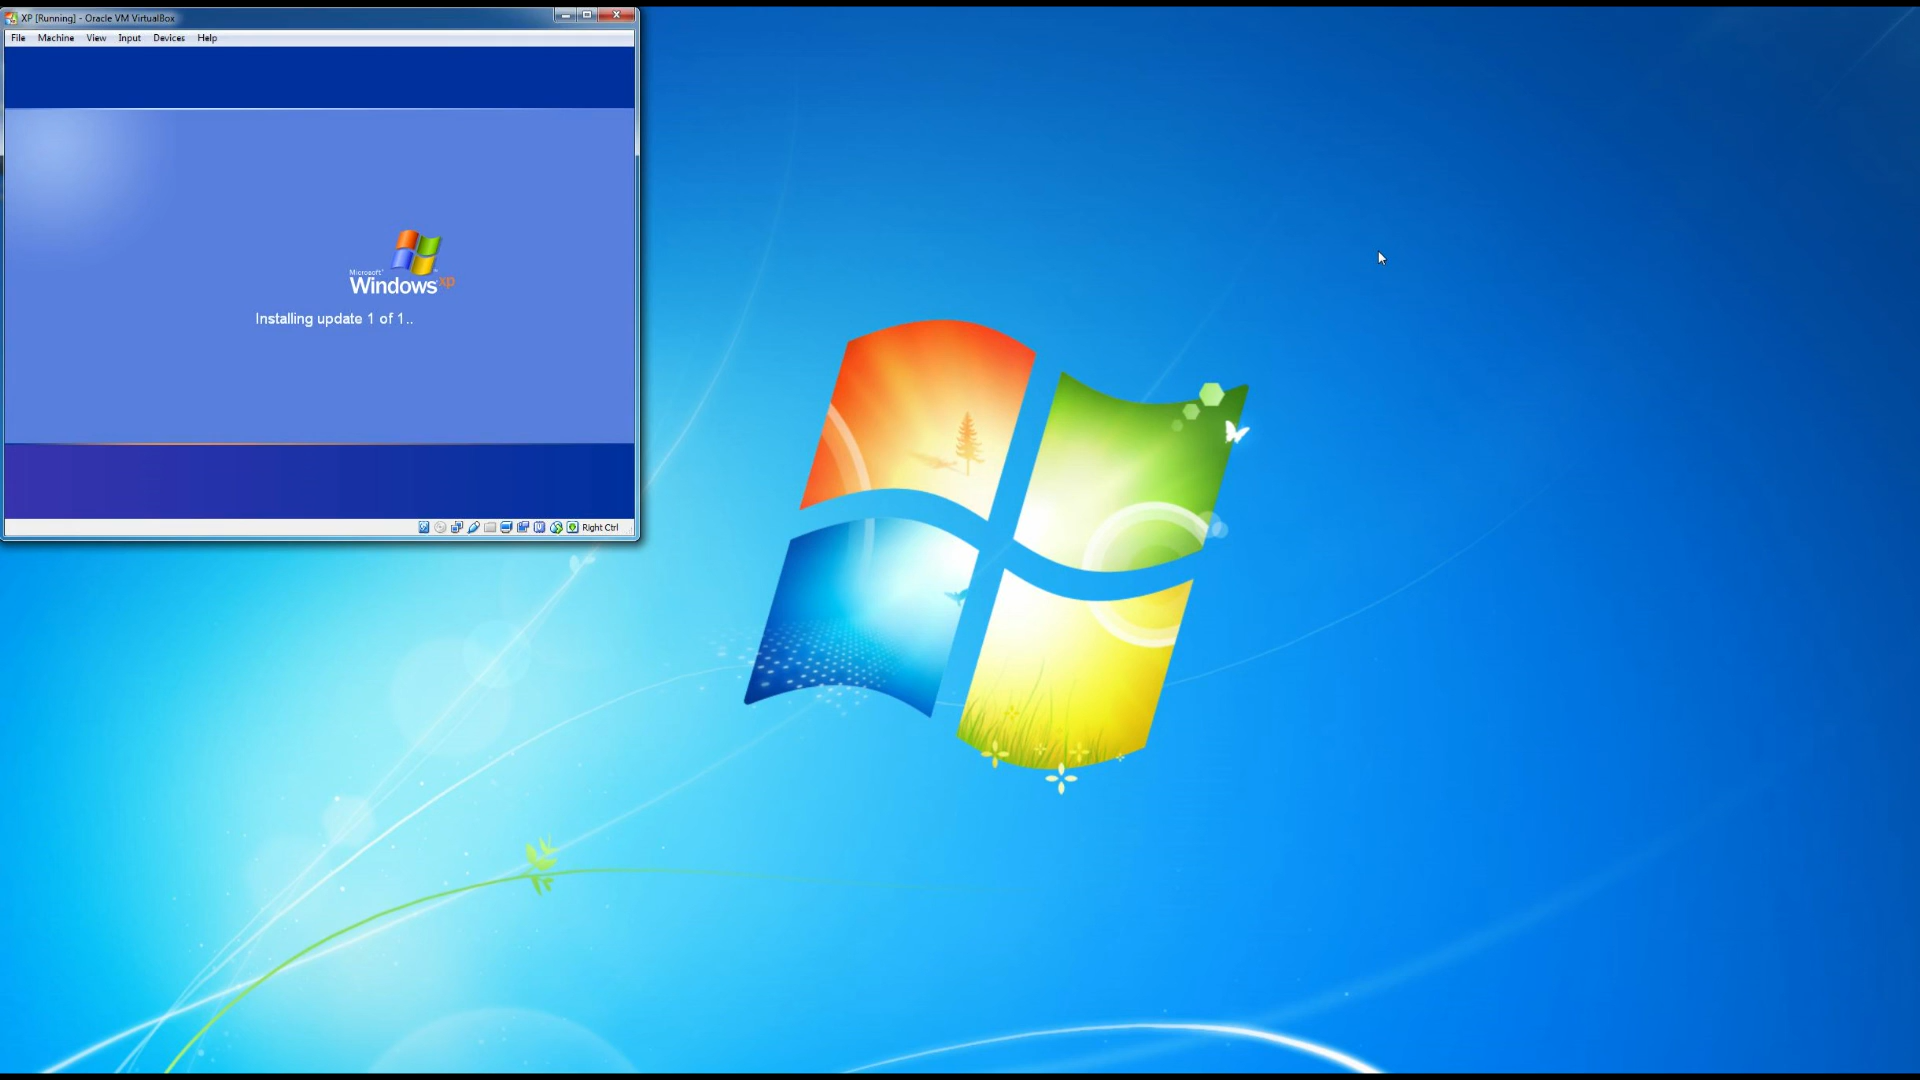 XP [Running] - Oracle VM VirtualBox
File Machine View Input Devices Help
Microsoft
Windows xp
Installing update 1 of 1..
Right Ctrl